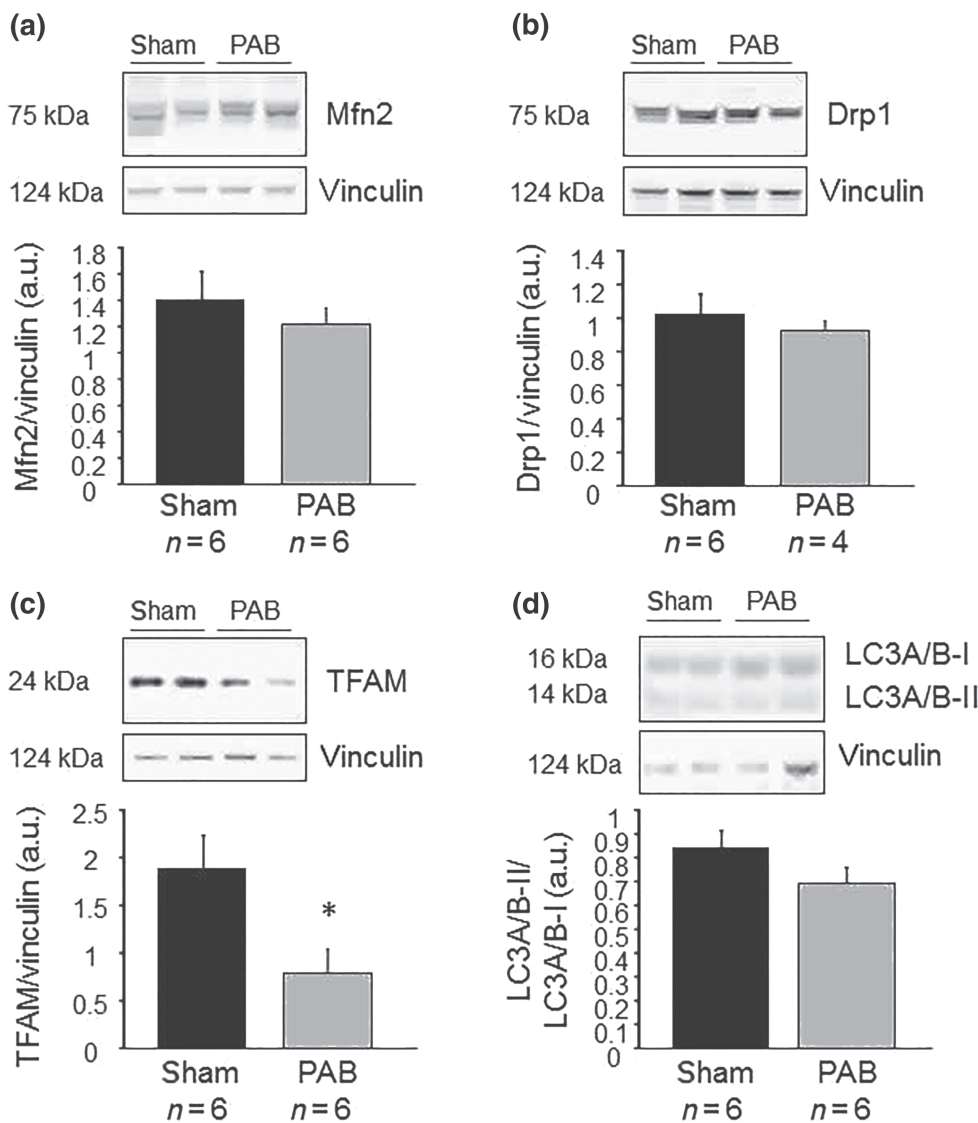 (a)
Sham PAB
75 kDa Mfn2
124 kDa Vinculin
Mfn2/vinculin (a.u.)
1.8
1.6
1.4
1.2
1
0.8
0.6
0.4
0.2
0
Sham PAB
n = 6 n = 6
(b)
Sham PAB
75 kDa Drp1
124 kDa Vinculin
Drp1/vinculin (a.u.)
1.4
1.2
1
0.8
0.6
0.4
0.2
0
Sham PAB
n = 6 n = 4
(c)
Sham PAB
24 kDa TFAM
124 kDa Vinculin
TFAM/vinculin (a.u.)
2.5
2
1.5
1
0.5
0
*
Sham PAB
n = 6 n = 6
(d)
Sham PAB
16 kDa LC3A/B-I
14 kDa LC3A/B-II
124 kDa Vinculin
LC3A/B-II/
LC3A/B-I (a.u.)
1
0.9
0.8
0.7
0.6
0.5
0.4
0.3
0.2
0.1
0
Sham PAB
n = 6 n = 6